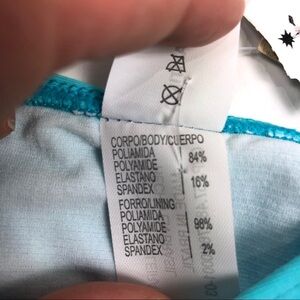 CORPO/BODY/CUERPO
POLIAMIDA 84%
POLYAMIDE
ELASTANO 16%
SPANDEX
FORRO/LINING
POLIAMIDA 98%
POLYAMIDE
ELASTANO 2%
SPANDEX